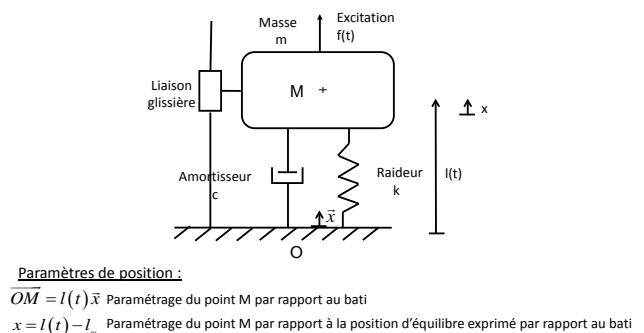 Masse
m
Excitation
f(t)
Liaison
glissière
M +
x
Amortisseur
c
Raideur
k
l(t)
x⃗
O
Paramètres de position :
OM = l(t) x⃗ Paramétrage du point M par rapport au bati
x = l(t) − l Paramétrage du point M par rapport à la position d'équilibre exprimé par rapport au bati